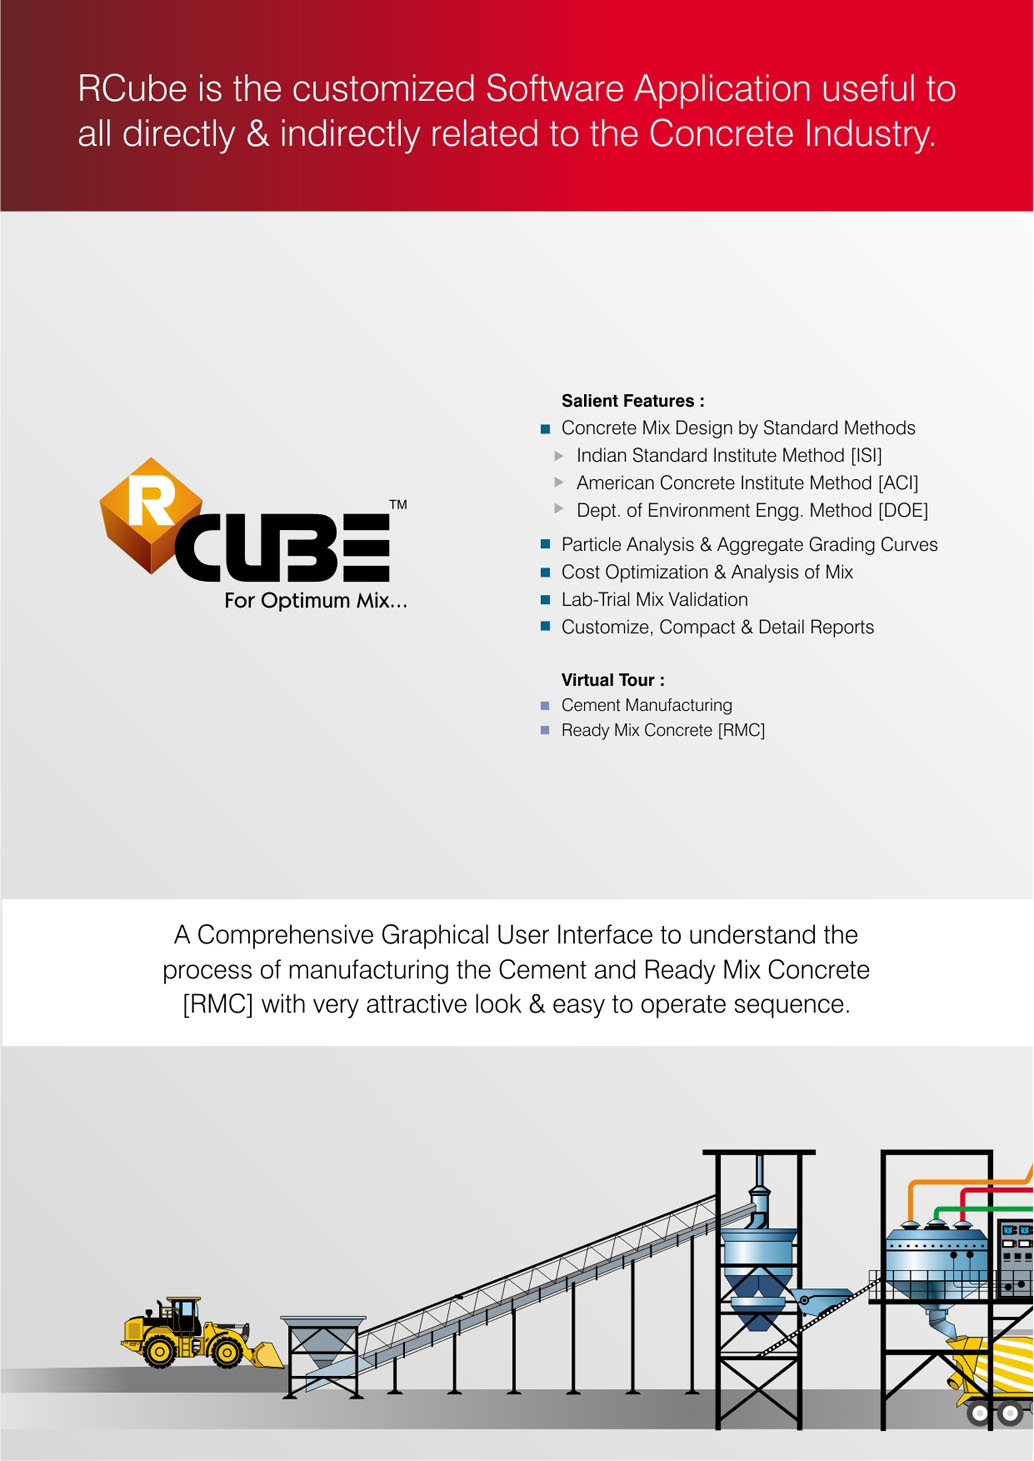 RCube is the customized Software Application useful to
all directly & indirectly related to the Concrete Industry.
R
CUBE
TM
For Optimum Mix...
Salient Features :
Concrete Mix Design by Standard Methods
Indian Standard Institute Method [ISI]
American Concrete Institute Method [ACI]
Dept. of Environment Engg. Method [DOE]
Particle Analysis & Aggregate Grading Curves
Cost Optimization & Analysis of Mix
Lab-Trial Mix Validation
Customize, Compact & Detail Reports
Virtual Tour :
Cement Manufacturing
Ready Mix Concrete [RMC]
A Comprehensive Graphical User Interface to understand the
process of manufacturing the Cement and Ready Mix Concrete
[RMC] with very attractive look & easy to operate sequence.